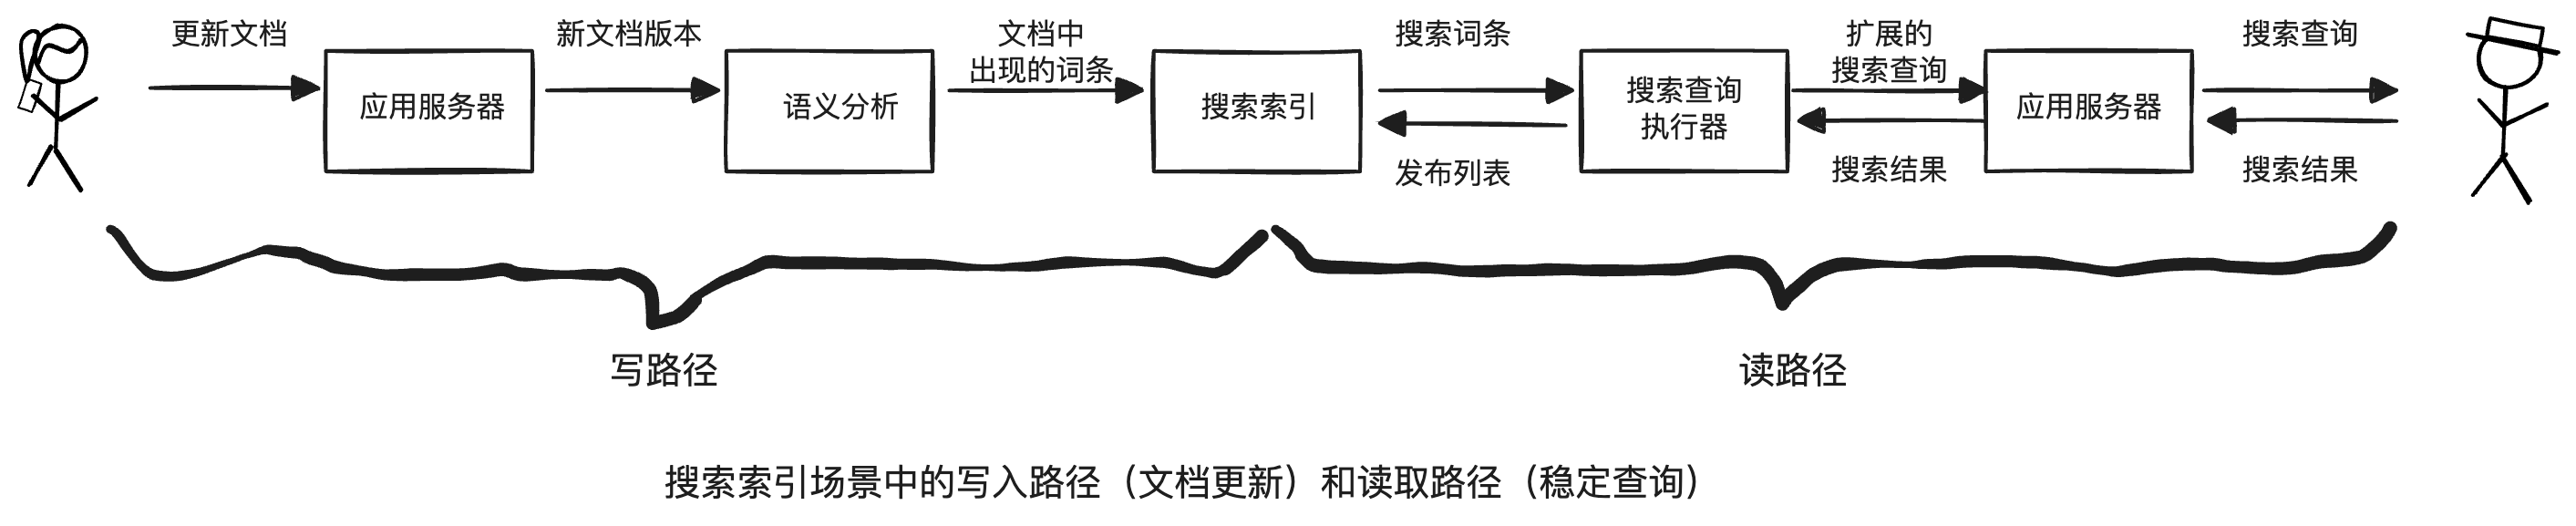 更新文档
应用服务器
新文档版本
语义分析
文档中
出现的词条
搜索索引
搜索词条
发布列表
搜索查询
执行器
扩展的
搜索查询
搜索结果
应用服务器
搜索查询
搜索结果
写路径
读路径
搜索索引场景中的写入路径（文档更新）和读取路径（稳定查询）